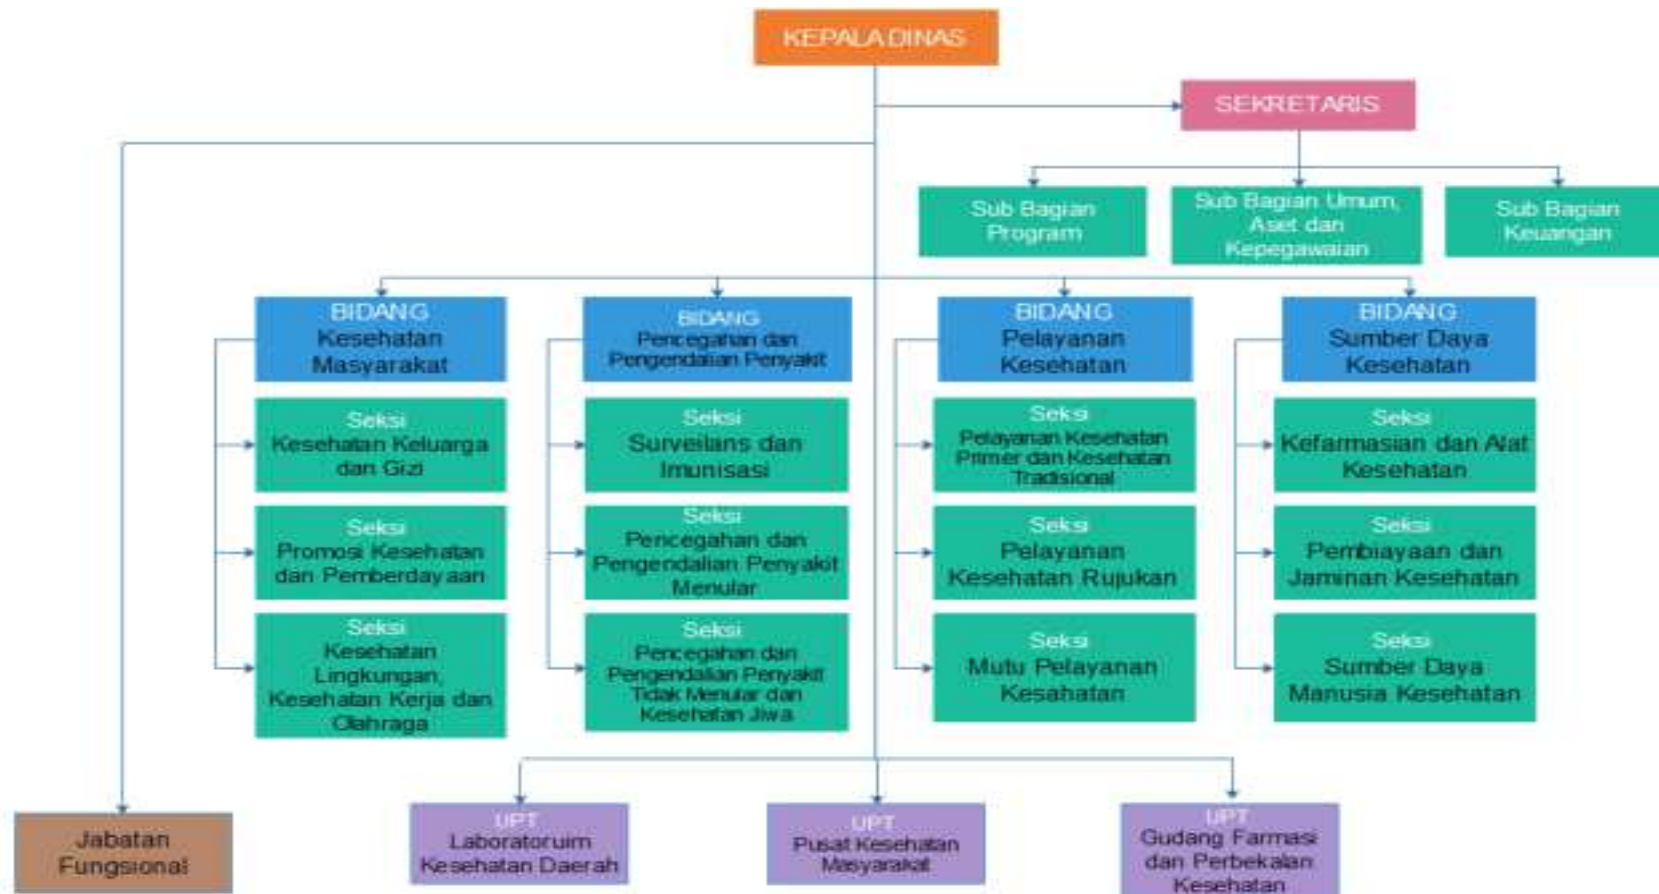 KEPALA DINAS
SEKRETARIS
Sub Bagian
Program
Sub Bagian Umum,
Aset dan
Kepegawaian
Sub Bagian
Keuangan
BIDANG
Kesehatan
Masyarakat
BIDANG
Pencegahan dan
Pengendalian Penyakit
BIDANG
Pelayanan
Kesehatan
BIDANG
Sumber Daya
Kesehatan
Seksi
Kesehatan Keluarga
dan Gizi
Seksi
Surveilans dan
Imunisasi
Seksi
Pelayanan Kesehatan
Primer dan Kesehatan
Tradisional
Seksi
Kefarmasian dan Alat
Kesehatan
Seksi
Promosi Kesehatan
dan Pemberdayaan
Seksi
Pencegahan dan
Pengendalian Penyakit
Menular
Seksi
Pelayanan
Kesehatan Rujukan
Seksi
Pembiayaan dan
Jaminan Kesehatan
Seksi
Kesehatan
Lingkungan,
Kesehatan Kerja dan
Olahraga
Seksi
Pencegahan dan
Pengendalian Penyakit
Tidak Menular dan
Kesehatan Jiwa
Seksi
Mutu Pelayanan
Kesahatan
Seksi
Sumber Daya
Manusia Kesehatan
Jabatan
Fungsional
UPT
Laboratoruim
Kesehatan Daerah
UPT
Pusat Kesehatan
Masyarakat
UPT
Gudang Farmasi
dan Perbekalan
Kesehatan